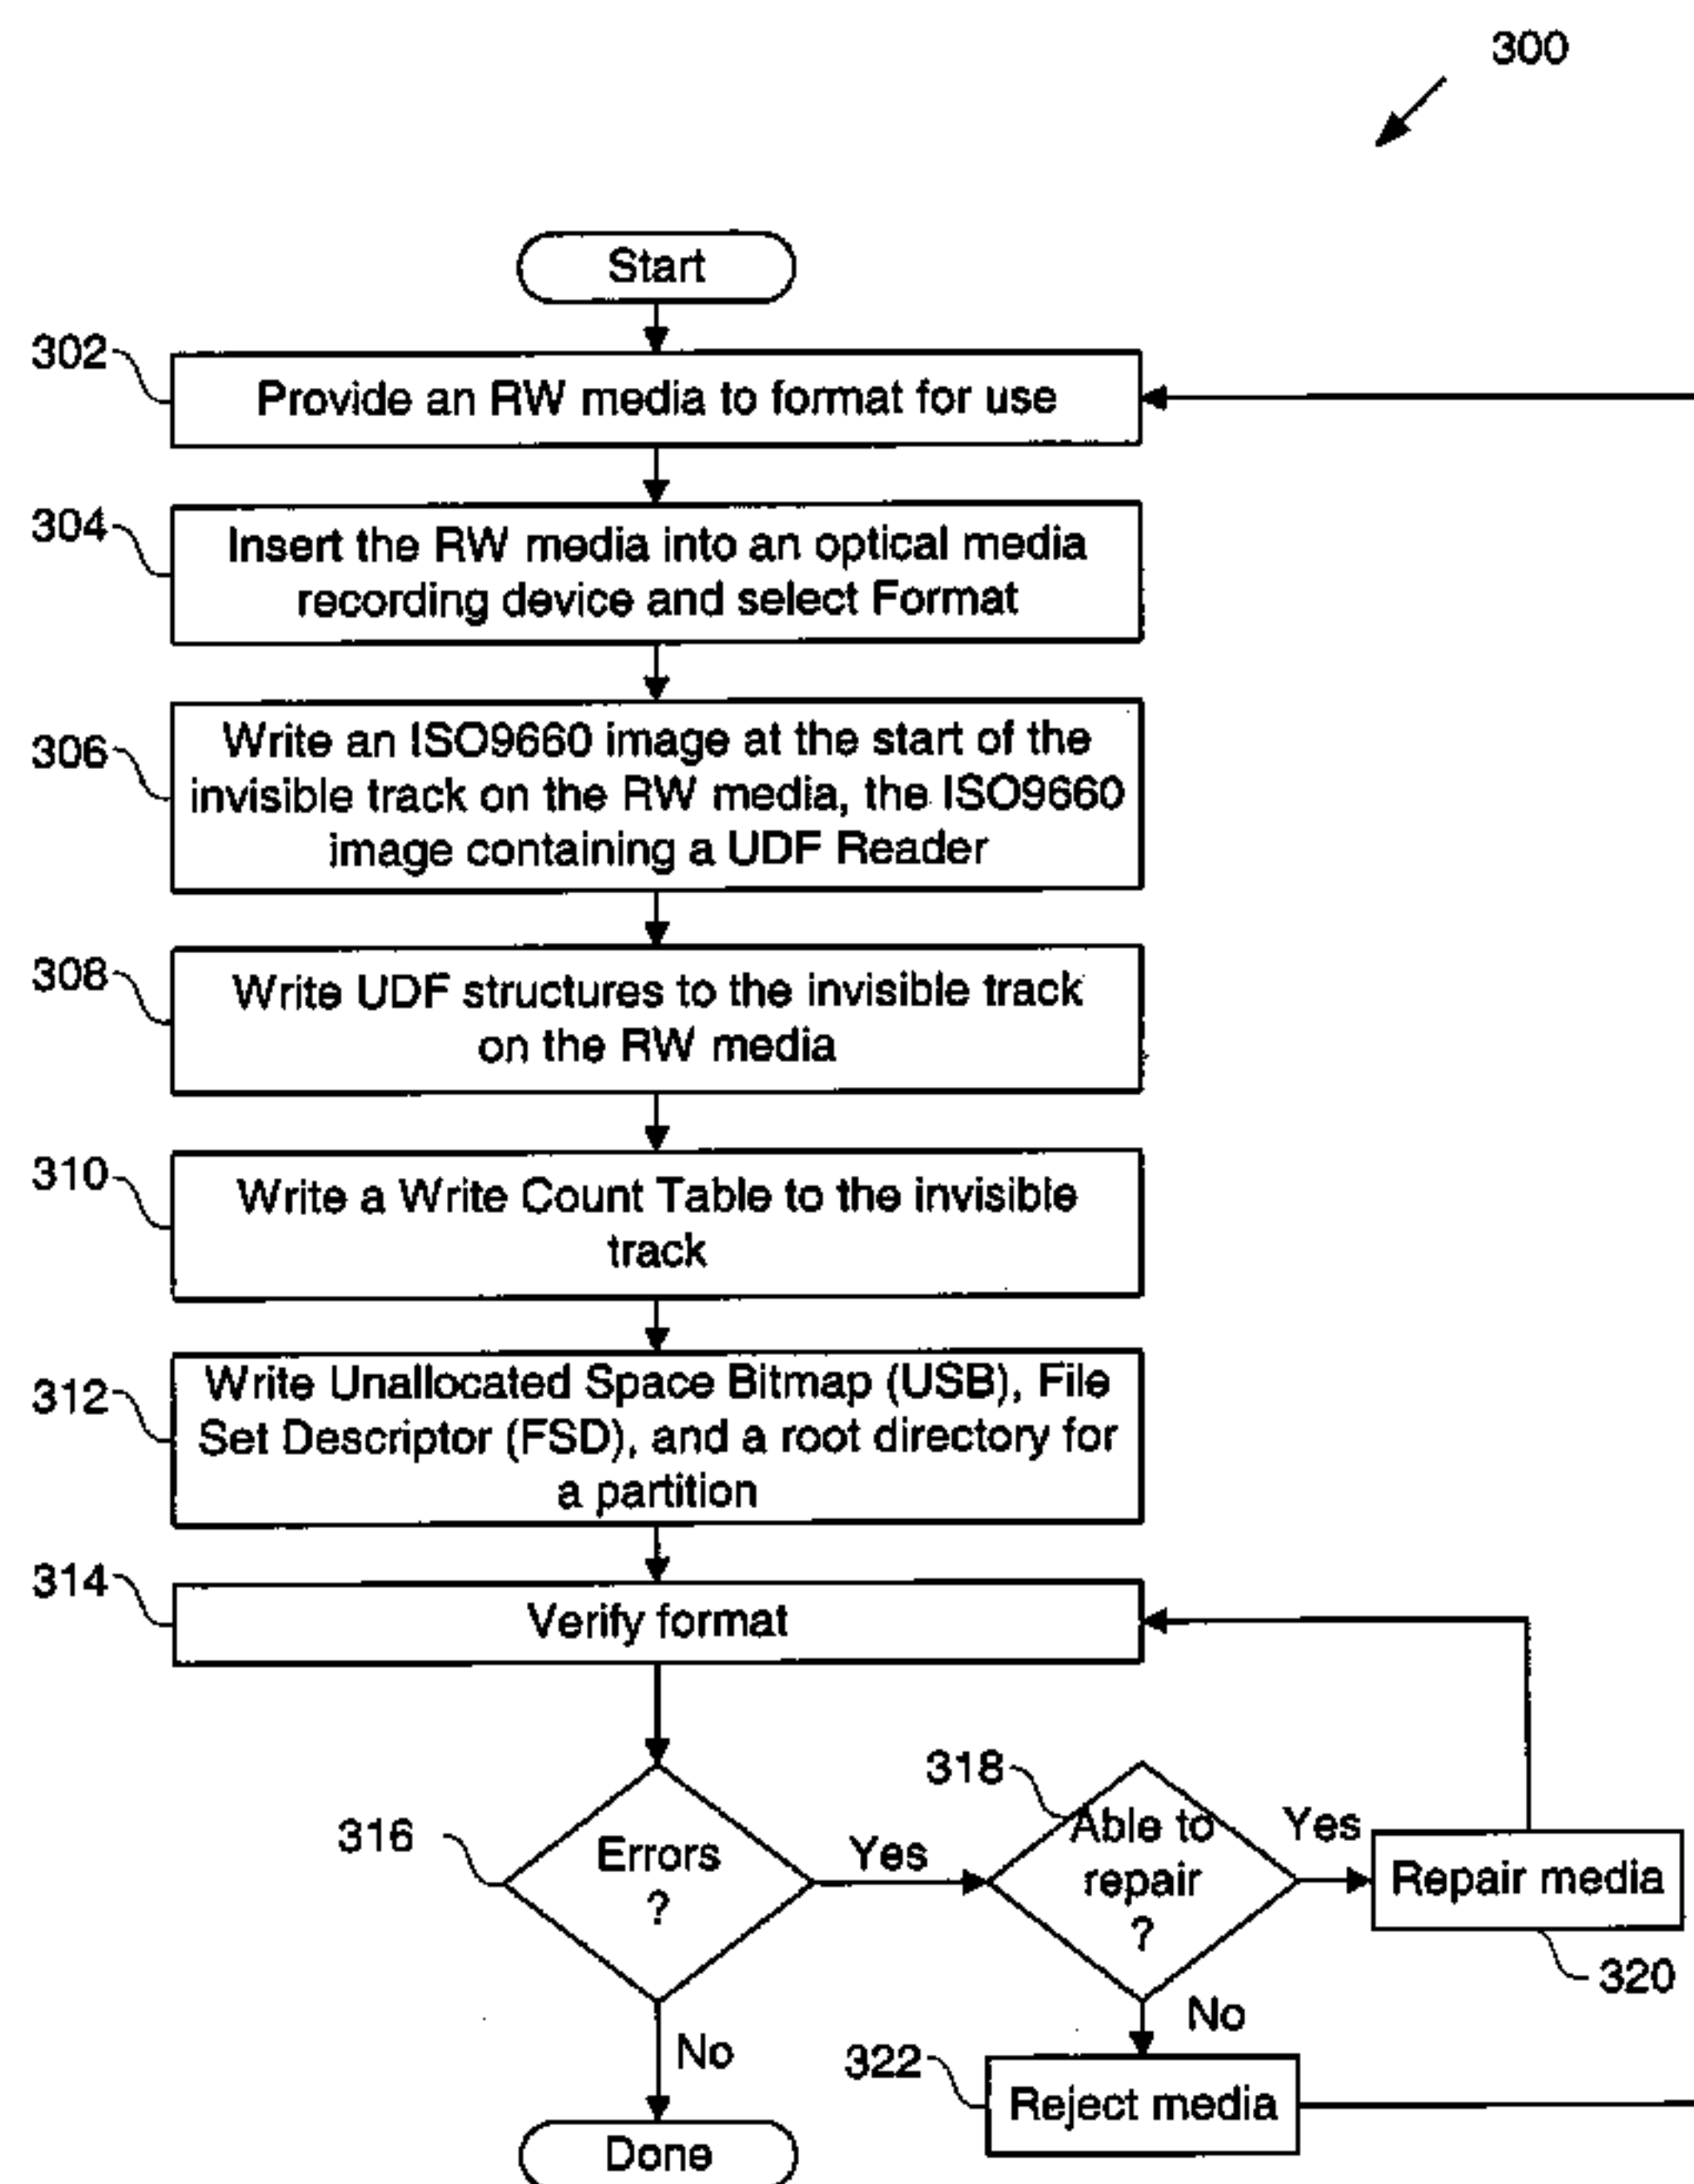 300
Start
302
Provide an RW media to format for use
304
Insert the RW media into an optical media
recording device and select Format
306
Write an ISO9660 image at the start of the
invisible track on the RW media, the ISO9660
image containing a UDF Reader
308
Write UDF structures to the invisible track
on the RW media
310
Write a Write Count Table to the invisible
track
312
Write Unallocated Space Bitmap (USB), File
Set Descriptor (FSD), and a root directory for
a partition
314
Verify format
316
Errors
?
Yes
318
Able to
repair
?
Yes
Repair media
320
No
322
Reject media
No
Done